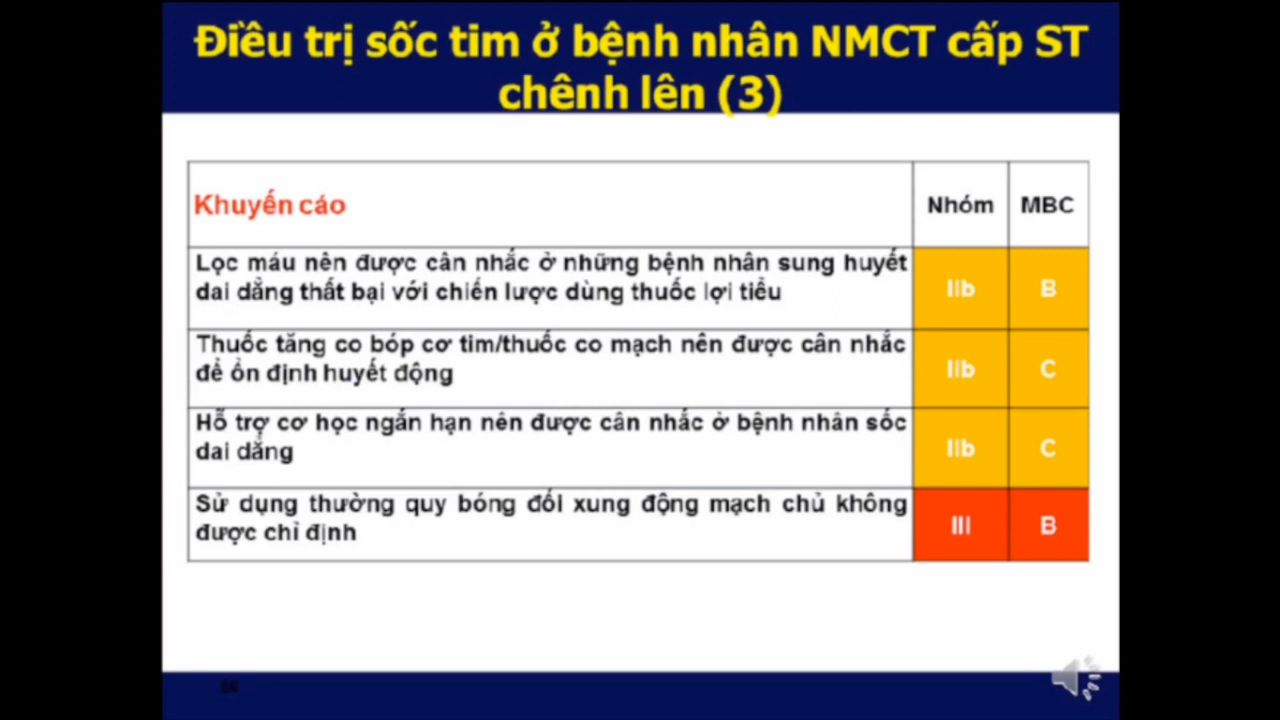 Điều trị sốc tim ở bệnh nhân NMCT cấp ST
chênh lên (3)
Khuyến cáo
Nhóm
MBC
Lọc máu nên được cân nhắc ở những bệnh nhân sung huyết
dai dẳng thất bại với chiến lược dùng thuốc lợi tiểu
IIb
B
Thuốc tăng co bóp cơ tim/thuốc co mạch nên được cân nhắc
để ổn định huyết động
IIb
C
Hỗ trợ cơ học ngắn hạn nên được cân nhắc ở bệnh nhân sốc
dai dẳng
IIb
C
Sử dụng thường quy bóng đối xung động mạch chủ không
được chỉ định
III
B